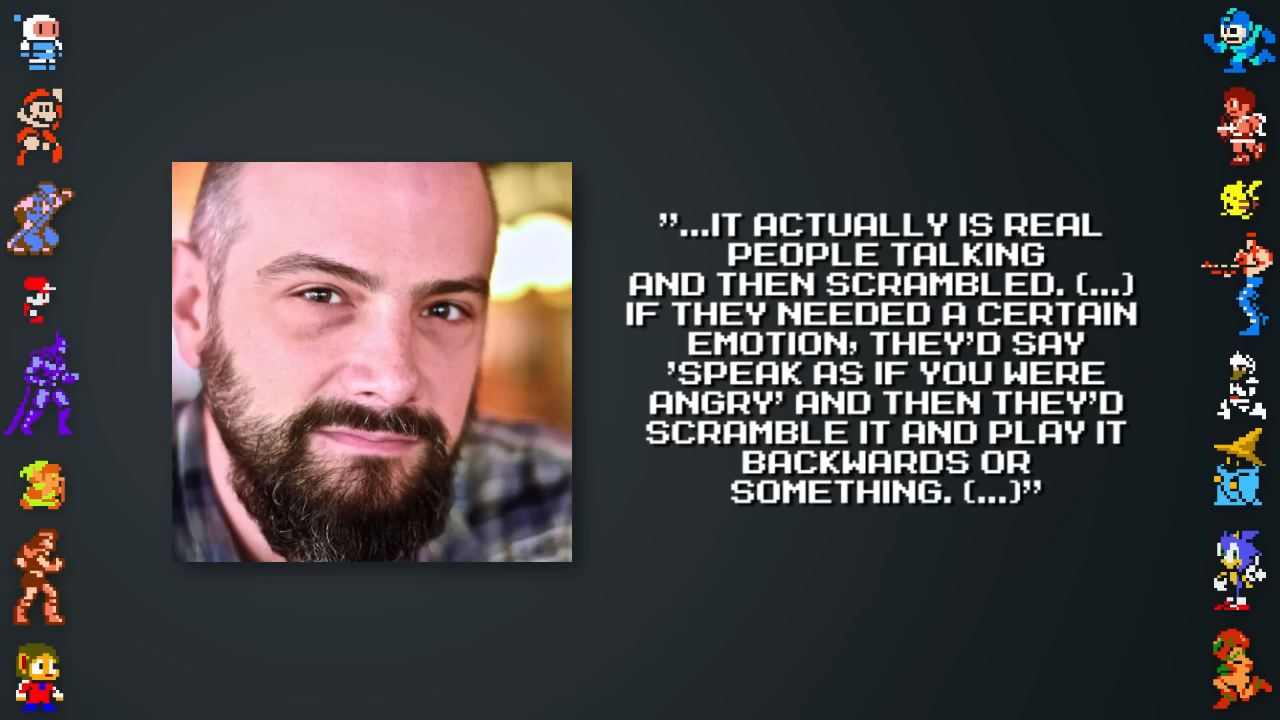 ”...IT ACTUALLY IS REAL
PEOPLE TALKING
AND THEN SCRAMBLED. (...)
IF THEY NEEDED A CERTAIN
EMOTION, THEY’D SAY
’SPEAK AS IF YOU WERE
ANGRY’ AND THEN THEY’D
SCRAMBLE IT AND PLAY IT
BACKWARDS OR
SOMETHING. (...)”